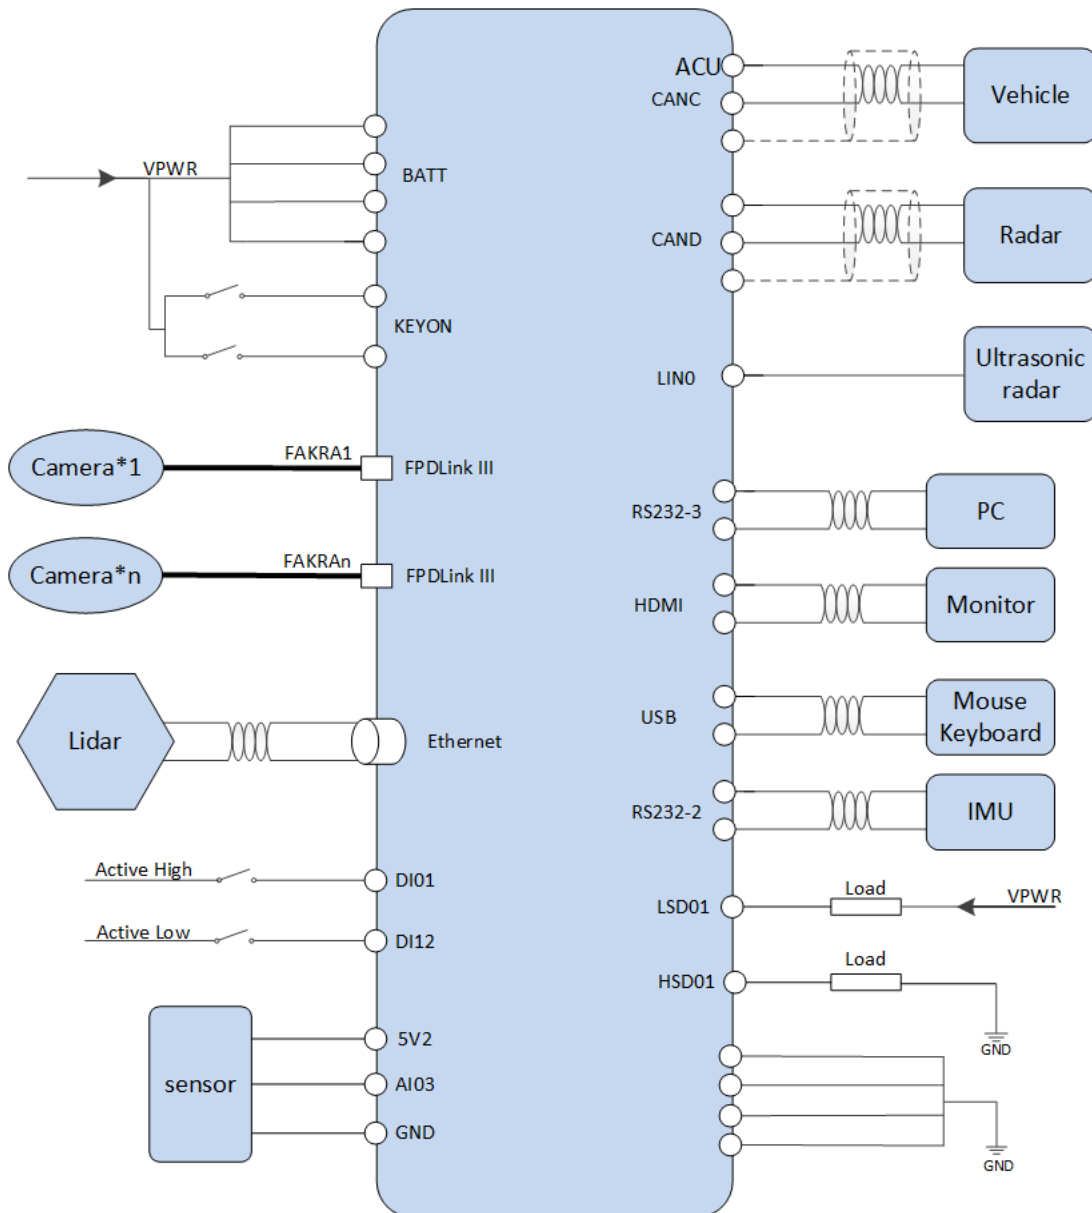 ACU
CANC
Vehicle
VPWR
BATT
CAND
Radar
KEYON
LIN0
Ultrasonic
radar
Camera*1
FAKRA1
FPDLink III
RS232-3
PC
Camera*n
FAKRAn
FPDLink III
HDMI
Monitor
Lidar
Ethernet
USB
Mouse
Keyboard
RS232-2
IMU
Active High
DI01
LSD01
Load
VPWR
Active Low
DI12
HSD01
Load
GND
sensor
5V2
AI03
GND
GND